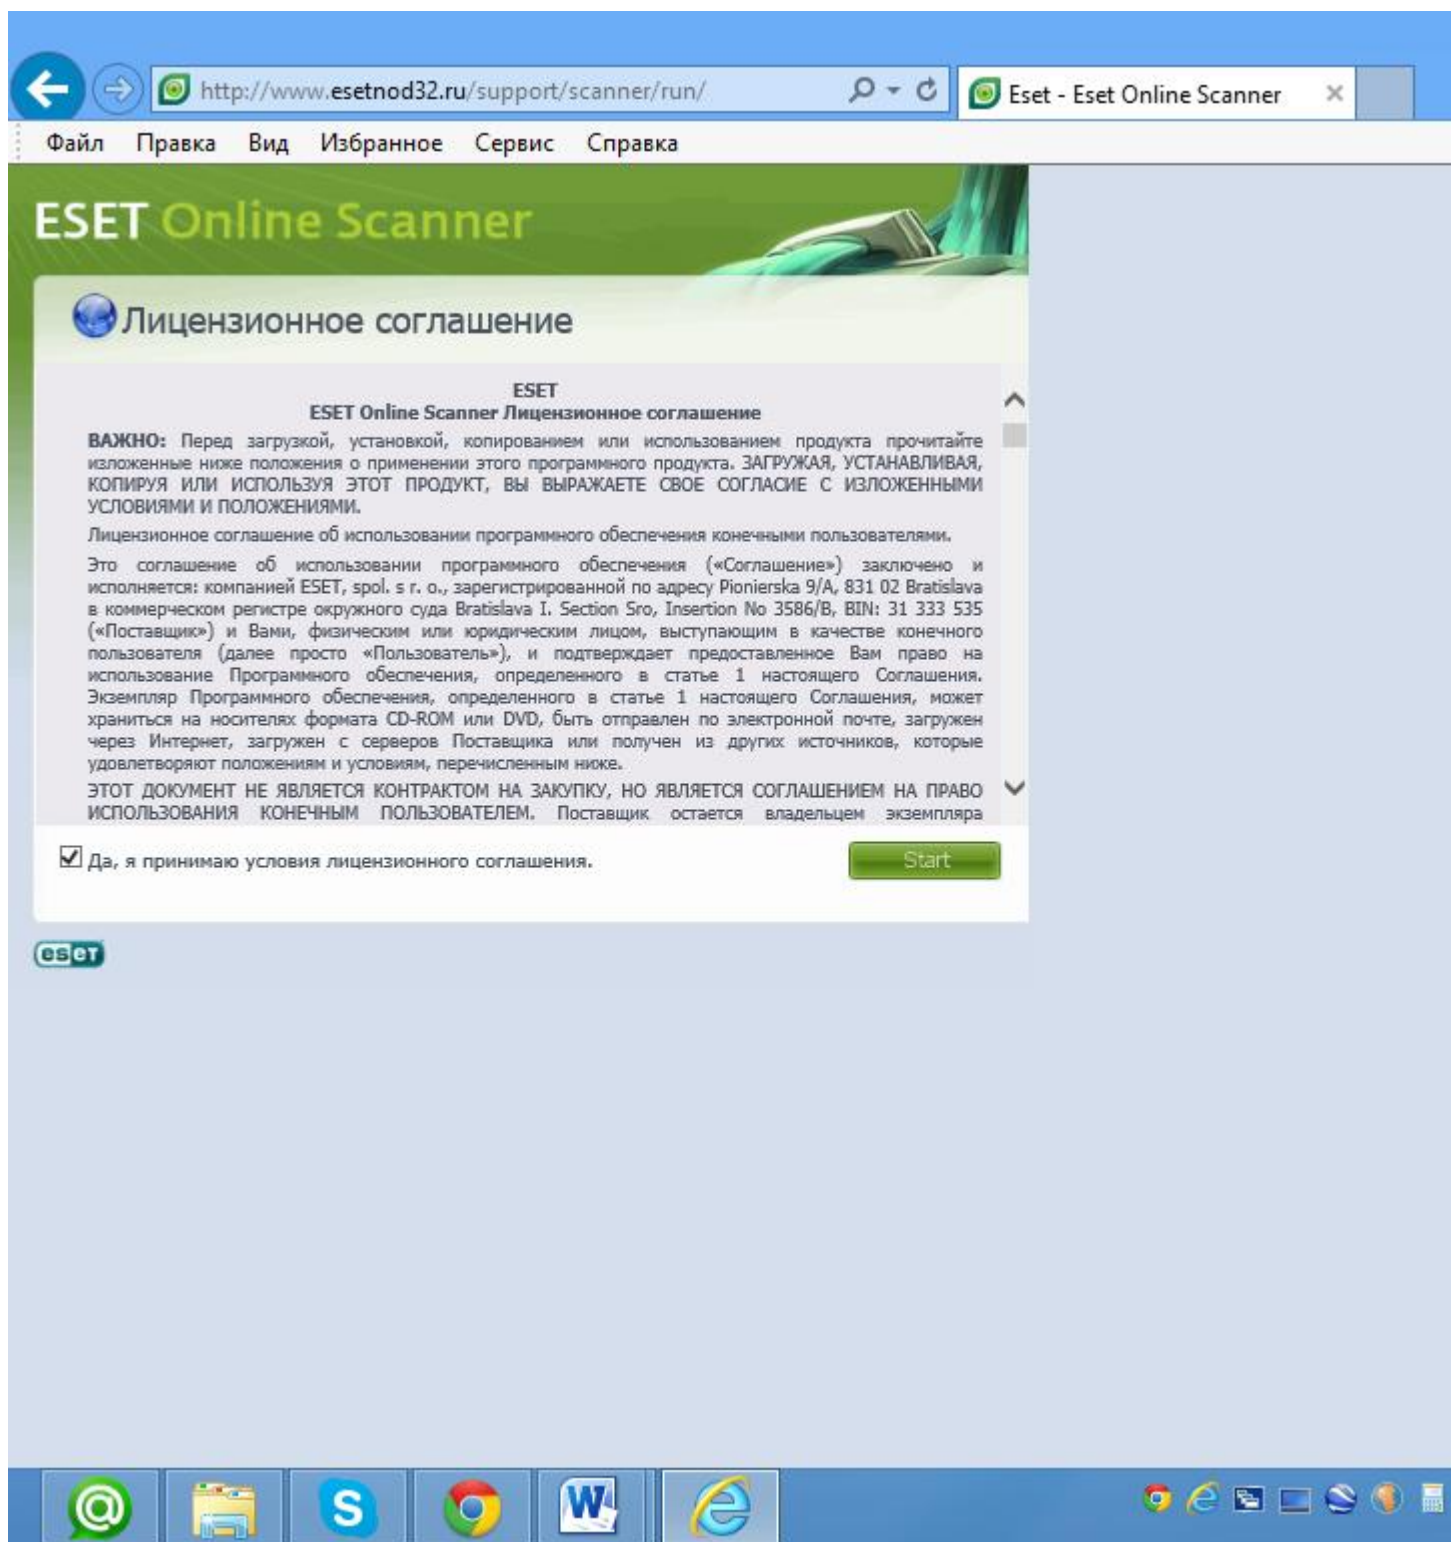 http://www.esetnod32.ru/support/scanner/run/
Eset - Eset Online Scanner
Файл Правка Вид Избранное Сервис Справка
ESET Online Scanner
Лицензионное соглашение
ESET
ESET Online Scanner Лицензионное соглашение
ВАЖНО: Перед загрузкой, установкой, копированием или использованием продукта прочитайте
изложенные ниже положения о применении этого программного продукта. ЗАГРУЖАЯ, УСТАНАВЛИВАЯ,
КОПИРУЯ ИЛИ ИСПОЛЬЗУЯ ЭТОТ ПРОДУКТ, ВЫ ВЫРАЖАЕТЕ СВОЕ СОГЛАСИЕ С ИЗЛОЖЕННЫМИ
УСЛОВИЯМИ И ПОЛОЖЕНИЯМИ.
Лицензионное соглашение об использовании программного обеспечения конечными пользователями.
Это соглашение об использовании программного обеспечения («Соглашение») заключено и
исполняется: компанией ESET, spol. s r. o., зарегистрированной по адресу Pionierska 9/A, 831 02 Bratislava
в коммерческом регистре окружного суда Bratislava I. Section Sro, Insertion No 3586/B, BIN: 31 333 535
(«Поставщик») и Вами, физическим или юридическим лицом, выступающим в качестве конечного
пользователя (далее просто «Пользователь»), и подтверждает предоставленное Вам право на
использование Программного обеспечения, определенного в статье 1 настоящего Соглашения.
Экземпляр Программного обеспечения, определенного в статье 1 настоящего Соглашения, может
храниться на носителях формата CD-ROM или DVD, быть отправлен по электронной почте, загружен
через Интернет, загружен с серверов Поставщика или получен из других источников, которые
удовлетворяют положениям и условиям, перечисленным ниже.
ЭТОТ ДОКУМЕНТ НЕ ЯВЛЯЕТСЯ КОНТРАКТОМ НА ЗАКУПКУ, НО ЯВЛЯЕТСЯ СОГЛАШЕНИЕМ НА ПРАВО
ИСПОЛЬЗОВАНИЯ КОНЕЧНЫМ ПОЛЬЗОВАТЕЛЕМ. Поставщик остается владельцем экземпляра
Да, я принимаю условия лицензионного соглашения.
Start
eset